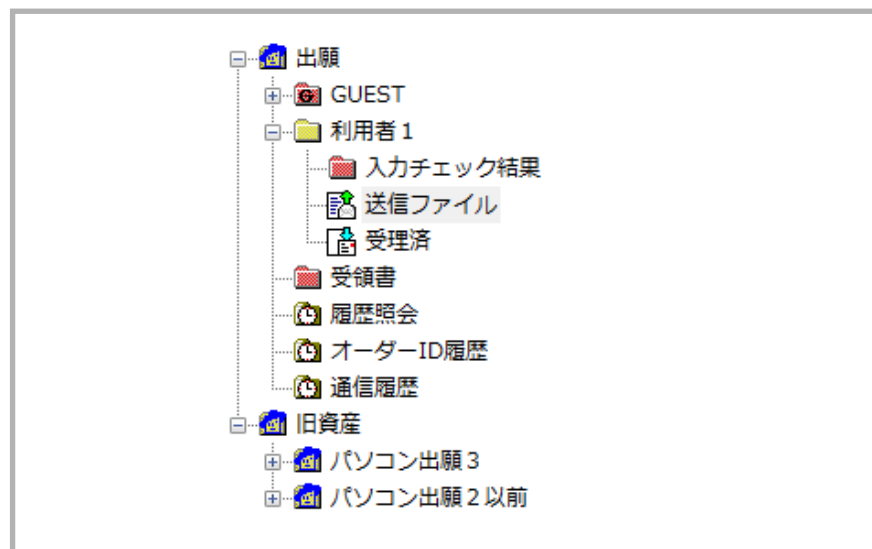 出願
GUEST
利用者１
入力チェック結果
送信ファイル
受理済
受領書
履歴照会
オーダーID履歴
通信履歴
旧資産
パソコン出願３
パソコン出願２以前